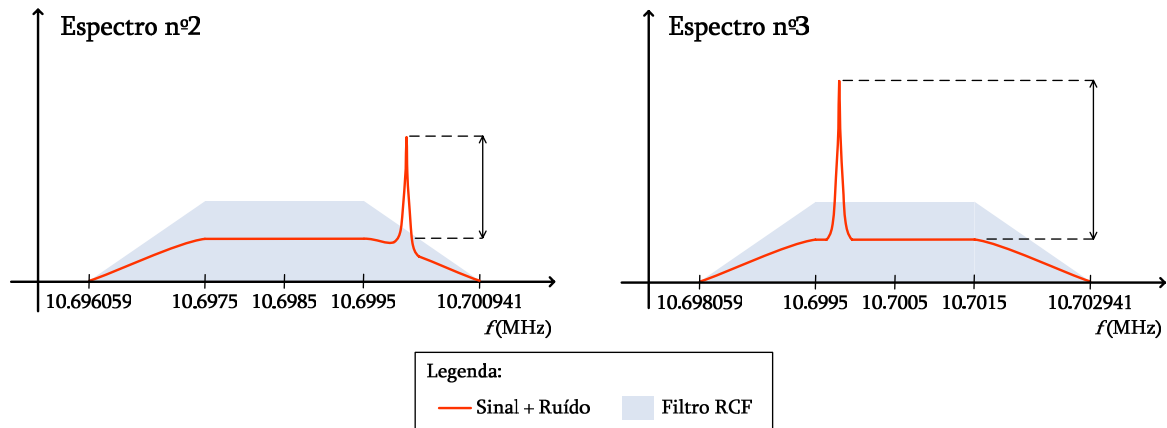 Espectro nº2
10.696059 10.6975 10.6985 10.6995 10.700941
f(MHz)
Espectro nº3
10.698059 10.6995 10.7005 10.7015 10.702941
f(MHz)
Legenda:
Sinal + Ruído
Filtro RCF